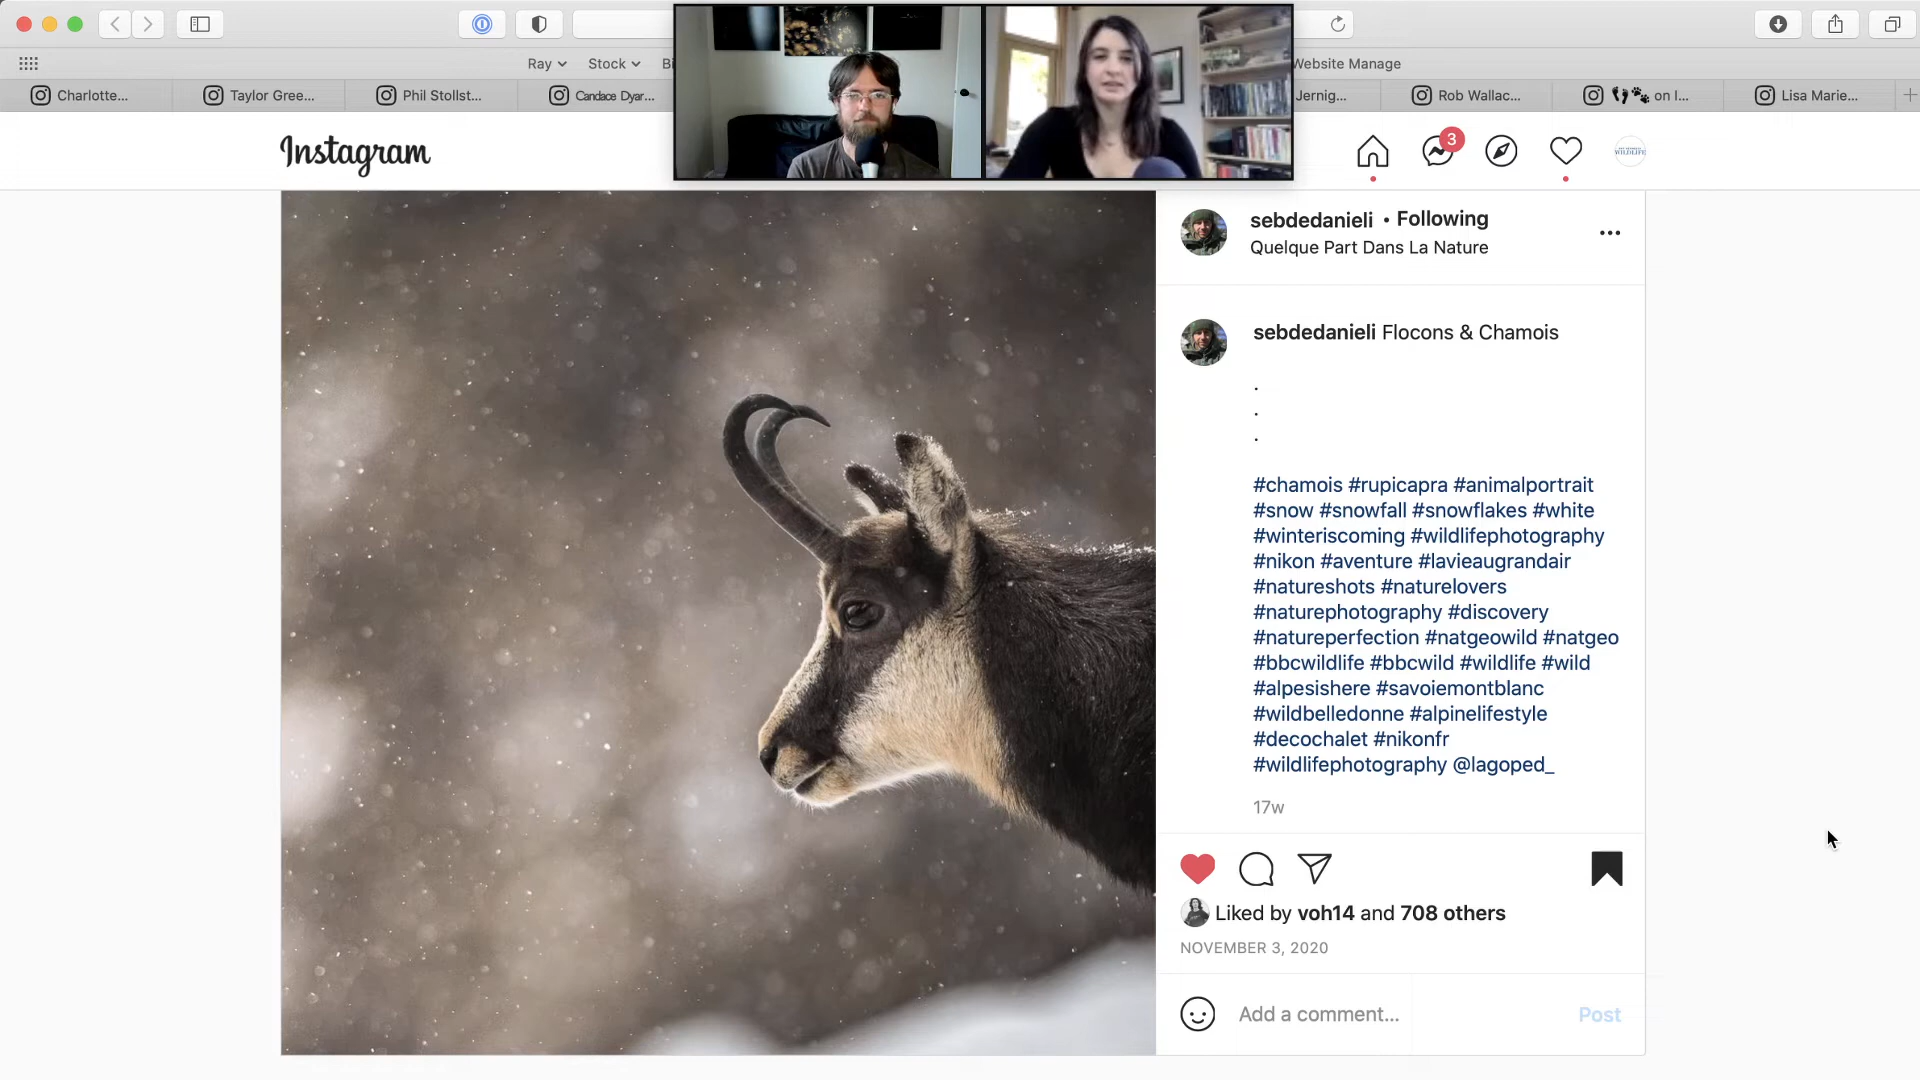 Ray
Stock
Bi
Website Manage
Charlotte...
Taylor Gree...
Phil Stollst...
Candace Dyar...
Jernig...
Rob Wallac...
on I...
Lisa Marie...
Instagram
3
sebdedanieli • Following
Quelque Part Dans La Nature
sebdedanieli Flocons & Chamois
.
.
.
#chamois #rupicapra #animalportrait
#snow #snowfall #snowflakes #white
#winteriscoming #wildlifephotography
#nikon #aventure #lavieaugrandair
#natureshots #naturelovers
#naturephotography #discovery
#natureperfection #natgeowild #natgeo
#bbcwildlife #bbcwild #wildlife #wild
#alpesishere #savoiemontblanc
#wildbelledonne #alpinelifestyle
#decochalet #nikonfr
#wildlifephotography @lagoped_
17w
Liked by voh14 and 708 others
NOVEMBER 3, 2020
Add a comment...
Post